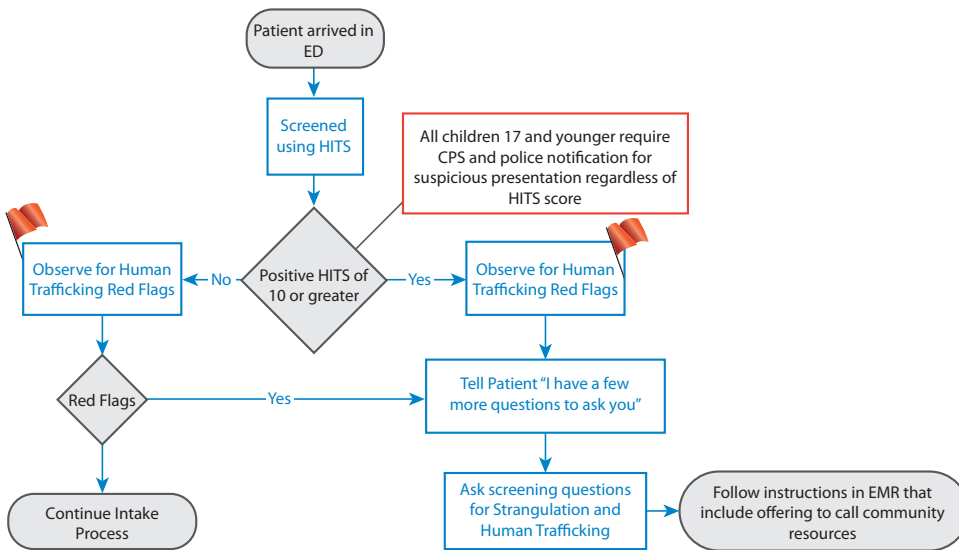 Patient arrived in
ED
Screened
using HITS
All children 17 and younger require
CPS and police notification for
suspicious presentation regardless of
HITS score
Observe for Human
Trafficking Red Flags
No
Positive HITS of
10 or greater
Yes
Observe for Human
Trafficking Red Flags
Red Flags
Yes
Tell Patient “I have a few
more questions to ask you”
Continue Intake
Process
Ask screening questions
for Strangulation and
Human Trafficking
Follow instructions in EMR that
include offering to call community
resources